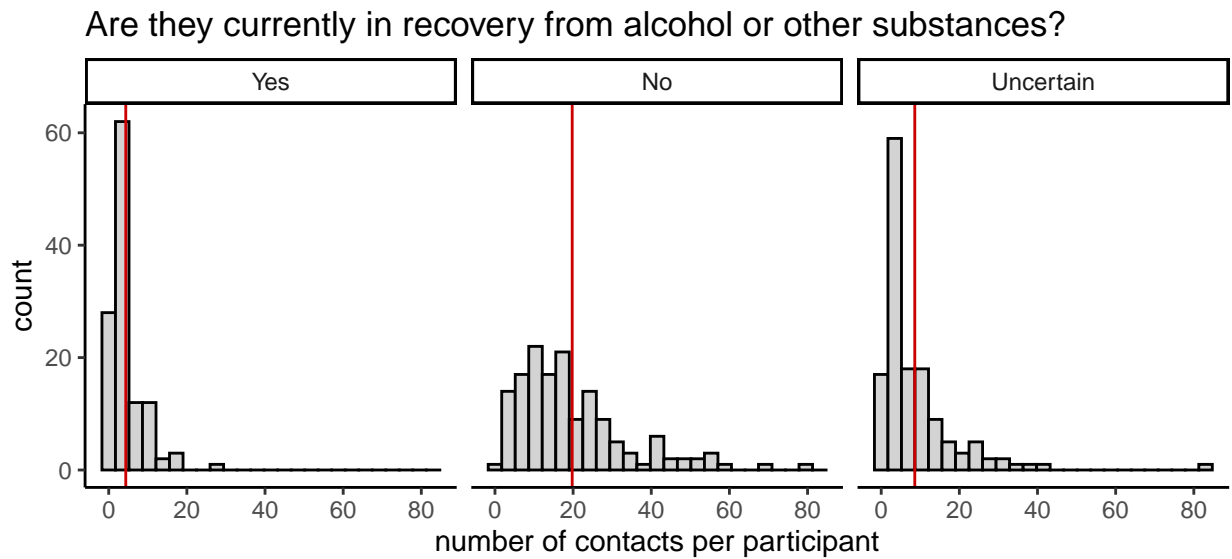 Are they currently in recovery from alcohol or other substances?
Yes No Uncertain
60
40
20
0
count
0 20 40 60 80 0 20 40 60 80 0 20 40 60 80
number of contacts per participant